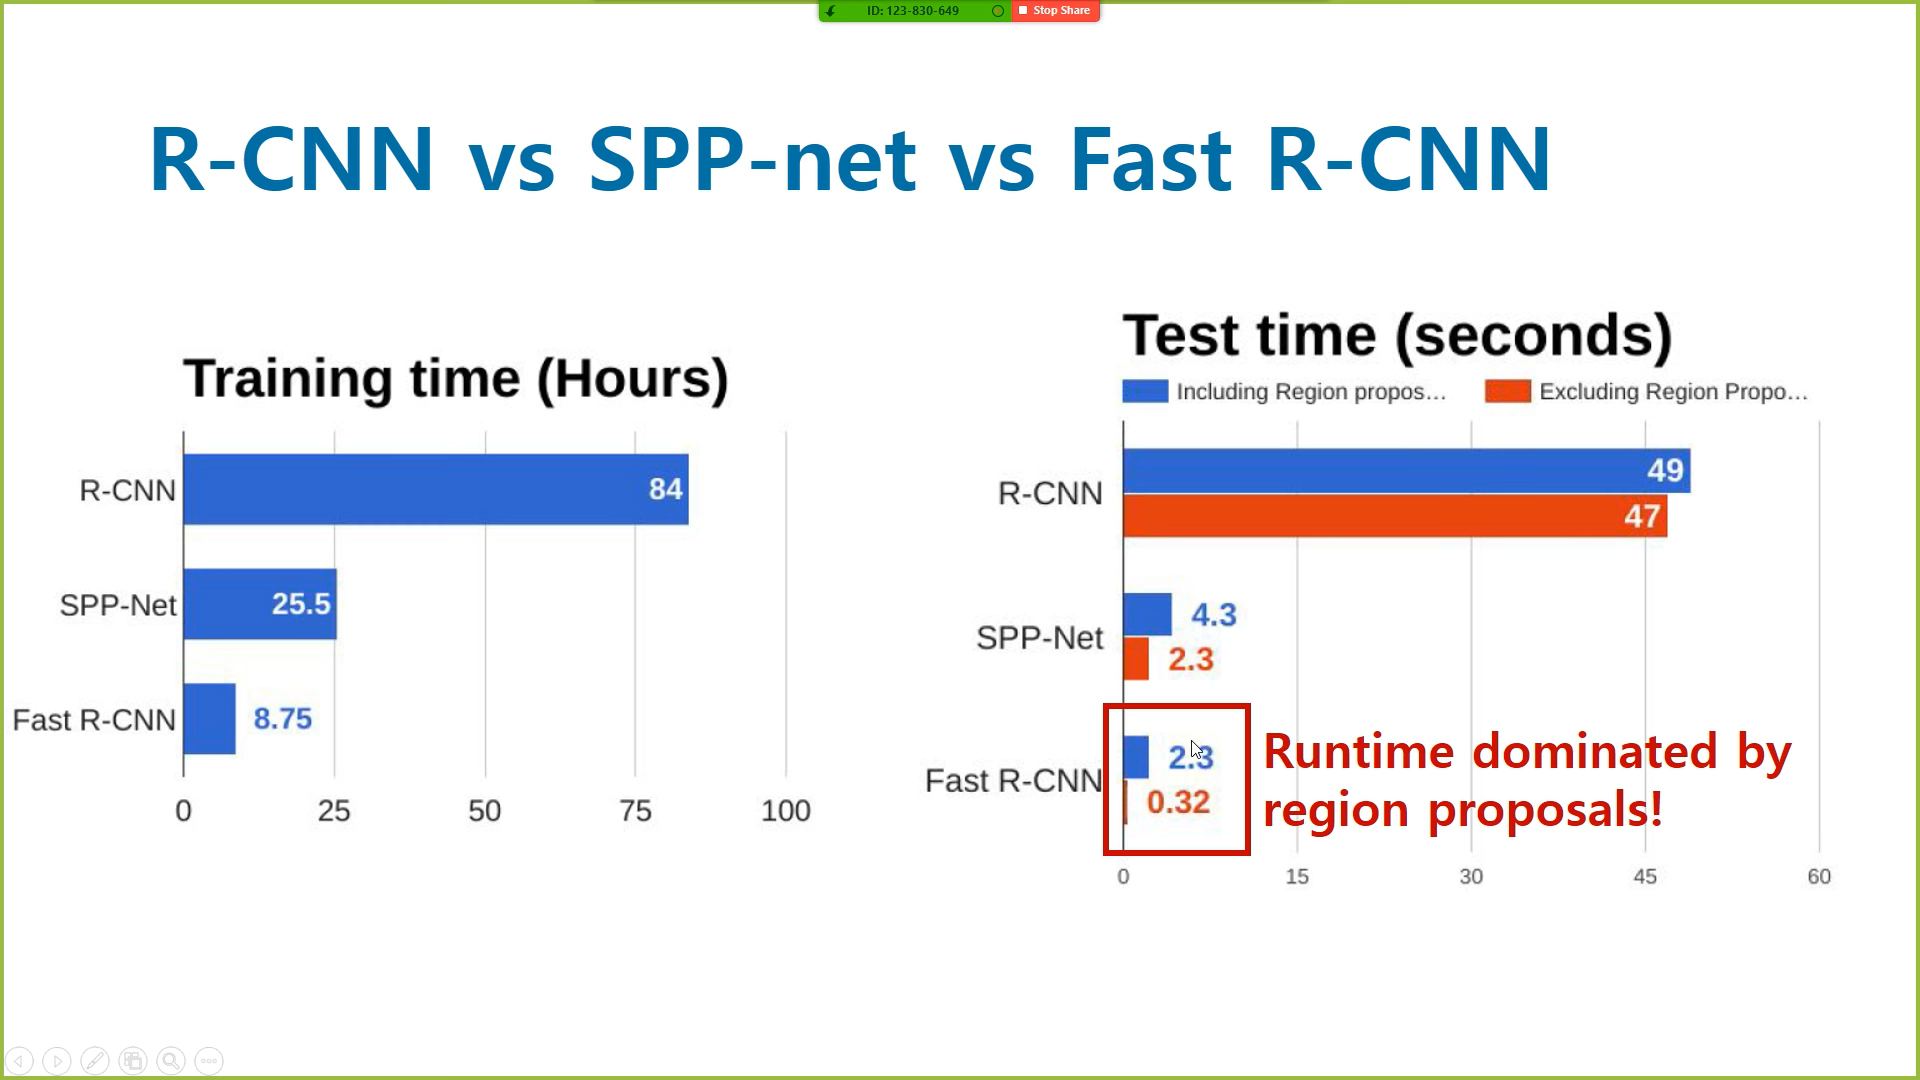 ID: 123-830-649
Stop Share
R-CNN vs SPP-net vs Fast R-CNN
Training time (Hours)
R-CNN
84
SPP-Net
25.5
Fast R-CNN
8.75
0 25 50 75 100
Test time (seconds)
Including Region propos... Excluding Region Propo...
R-CNN
49
47
SPP-Net
4.3
2.3
Fast R-CNN
2.3
0.32
Runtime dominated by
region proposals!
0 15 30 45 60